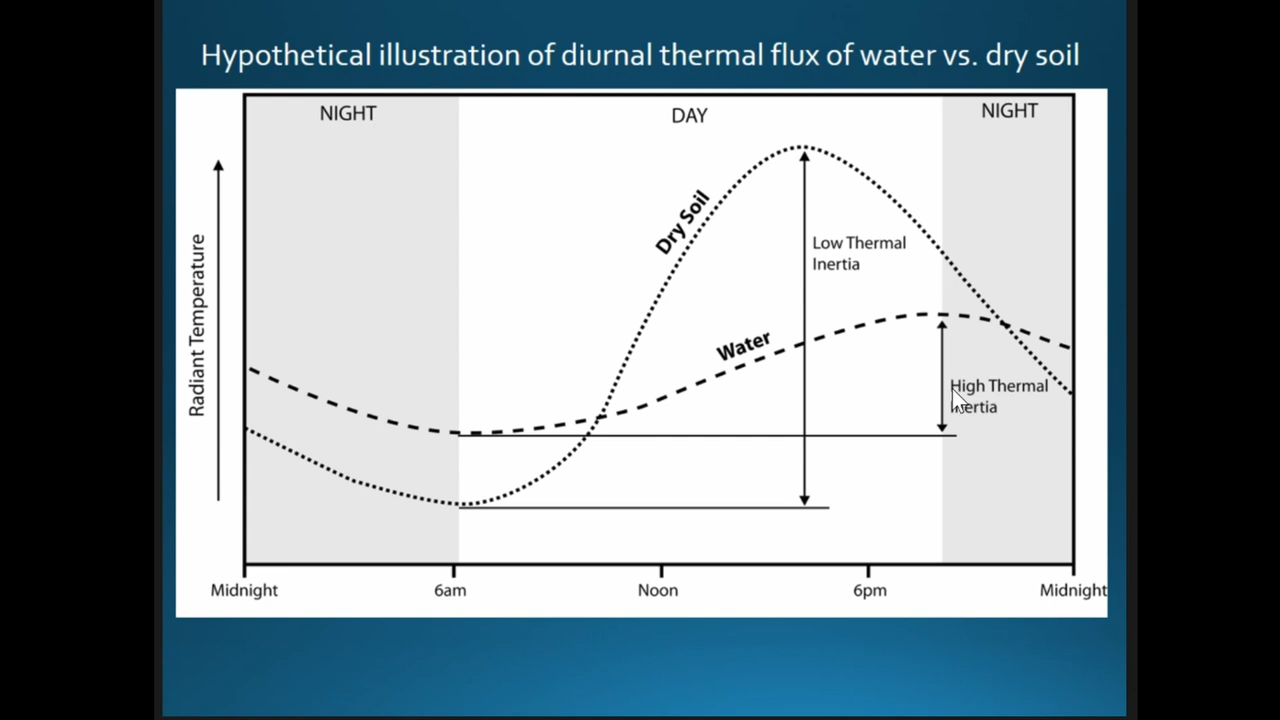 Hypothetical illustration of diurnal thermal flux of water vs. dry soil
NIGHT
DAY
NIGHT
Radiant Temperature
Dry Soil
Low Thermal
Inertia
Water
High Thermal
Inertia
Midnight
6am
Noon
6pm
Midnight